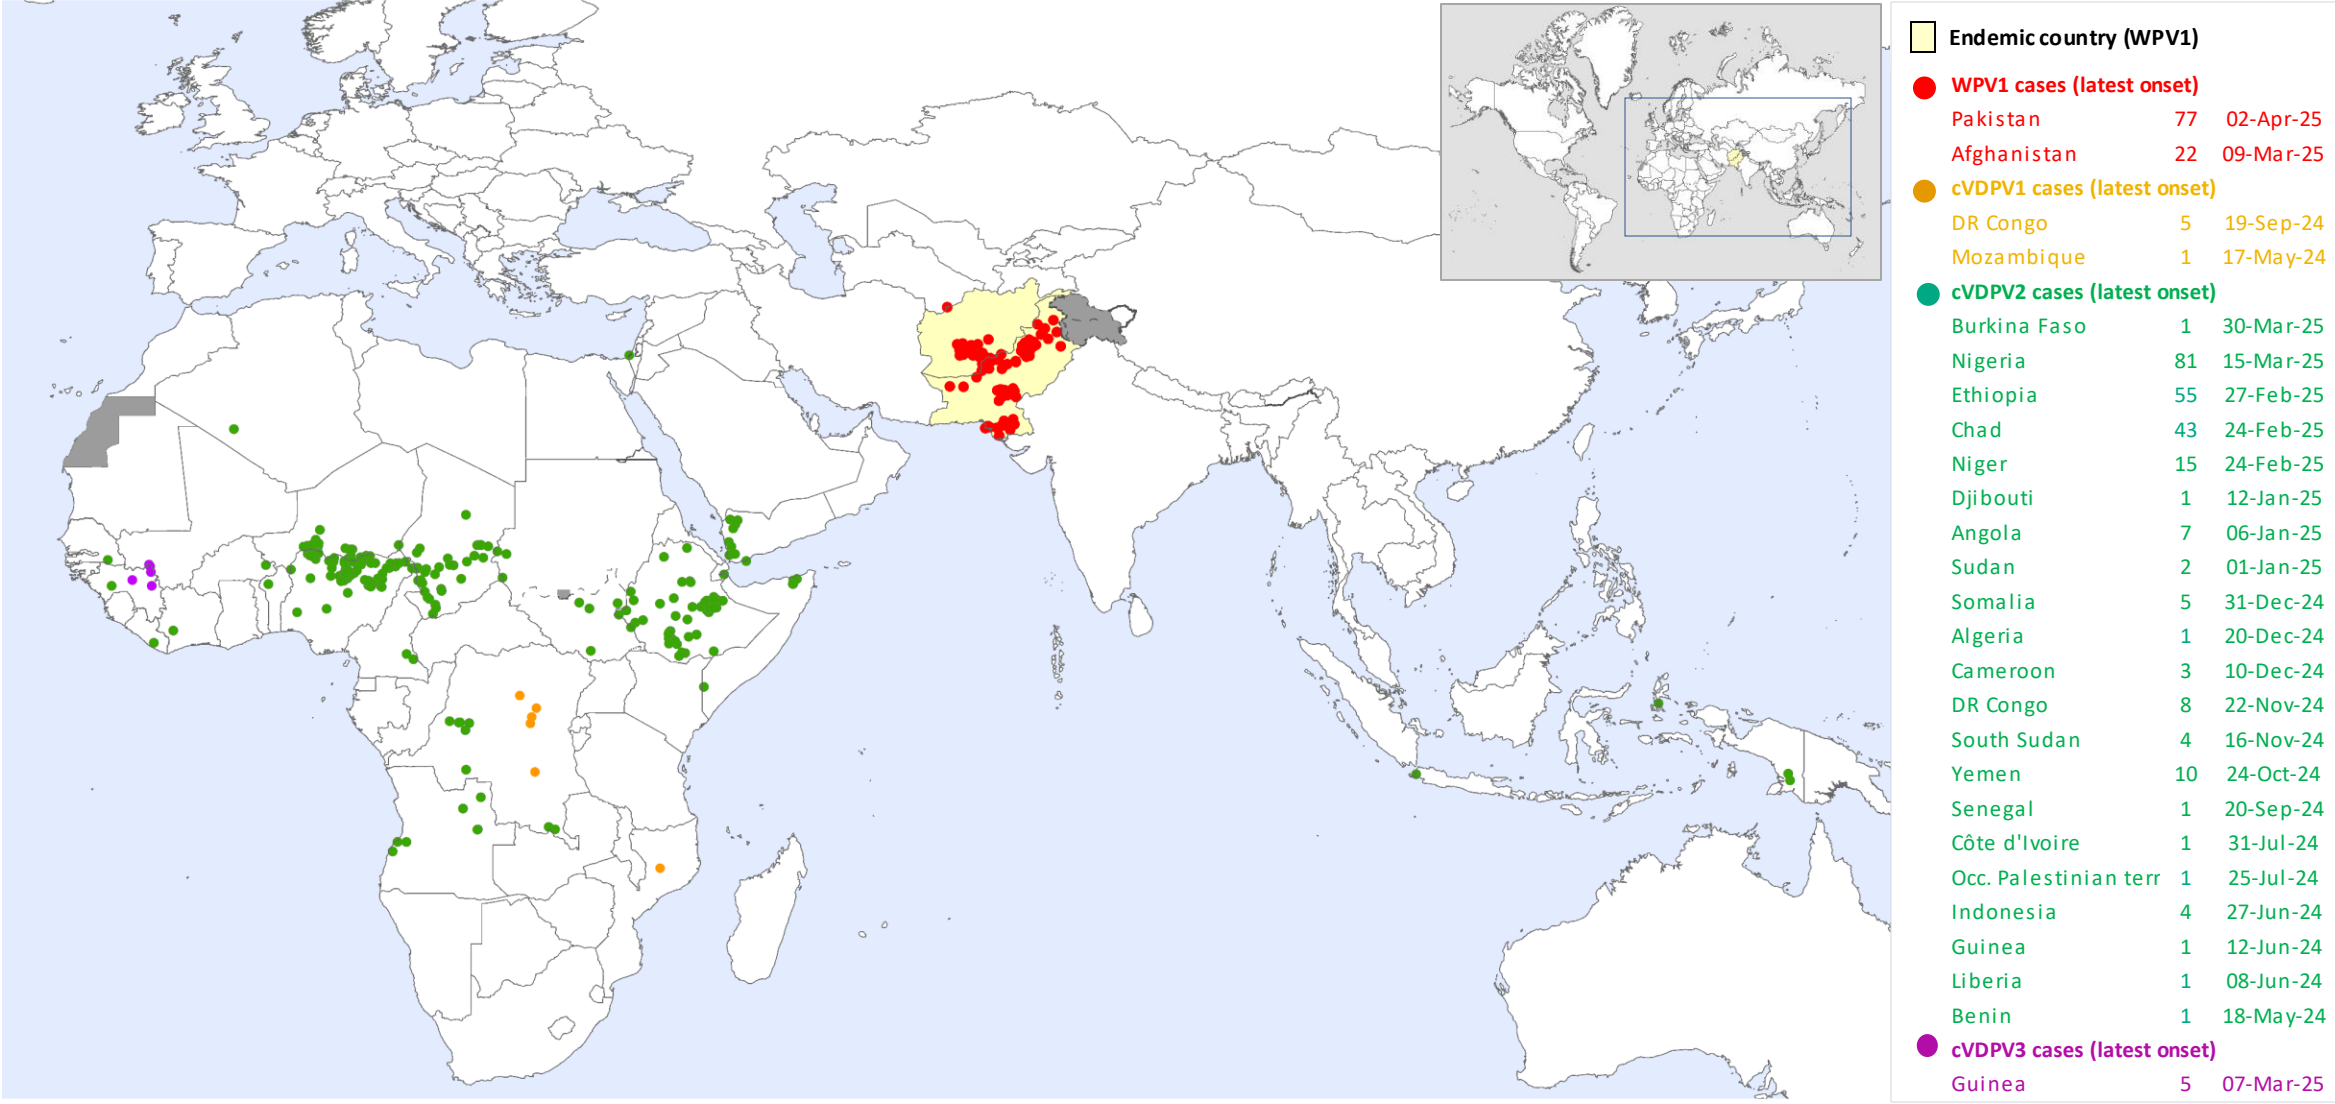 Endemic country (WPV1)
WPV1 cases (latest onset)
Pakistan 77 02-Apr-25
Afghanistan 22 09-Mar-25
cVDPV1 cases (latest onset)
DR Congo 5 19-Sep-24
Mozambique 1 17-May-24
cVDPV2 cases (latest onset)
Burkina Faso 1 30-Mar-25
Nigeria 81 15-Mar-25
Ethiopia 55 27-Feb-25
Chad 43 24-Feb-25
Niger 15 24-Feb-25
Djibouti 1 12-Jan-25
Angola 7 06-Jan-25
Sudan 2 01-Jan-25
Somalia 5 31-Dec-24
Algeria 1 20-Dec-24
Cameroon 3 10-Dec-24
DR Congo 8 22-Nov-24
South Sudan 4 16-Nov-24
Yemen 10 24-Oct-24
Senegal 1 20-Sep-24
Côte d'Ivoire 1 31-Jul-24
Occ. Palestinian terr 1 25-Jul-24
Indonesia 4 27-Jun-24
Guinea 1 12-Jun-24
Liberia 1 08-Jun-24
Benin 1 18-May-24
cVDPV3 cases (latest onset)
Guinea 5 07-Mar-25